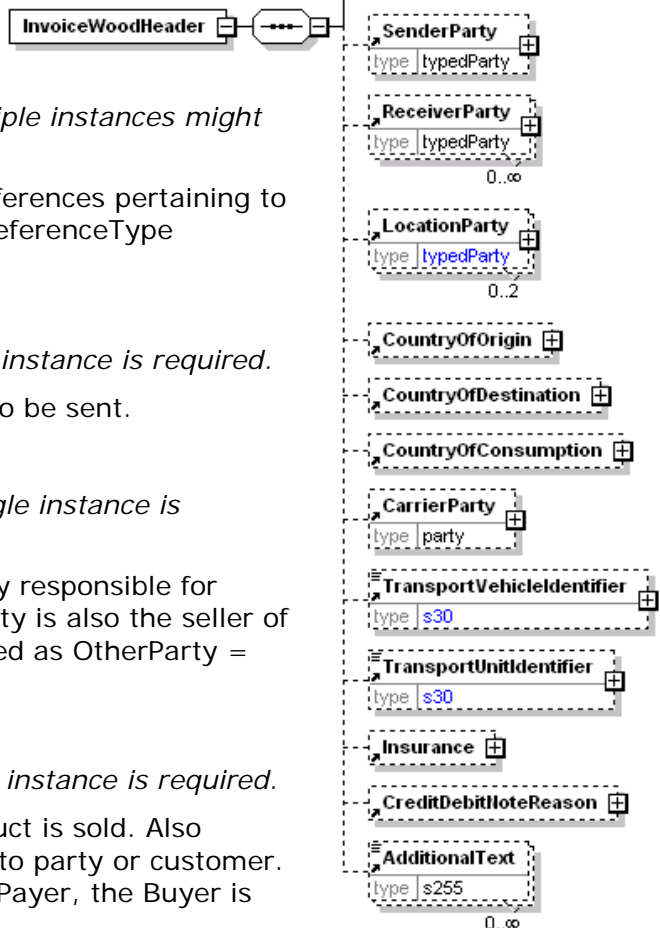 InvoiceWoodHeader
iple instances might
ferences pertaining to
eferenceType
instance is required.
o be sent.
gle instance is
y responsible for
ty is also the seller of
ed as OtherParty =
instance is required.
uct is sold. Also
to party or customer.
Payer, the Buyer is
SenderParty
type typedParty
ReceiverParty
type typedParty
0..∞
LocationParty
type typedParty
0..2
CountryOfOrigin
CountryOfDestination
CountryOfConsumption
CarrierParty
type party
TransportVehicleIdentifier
type s30
TransportUnitIdentifier
type s30
Insurance
CreditDebitNoteReason
AdditionalText
type s255
0..∞